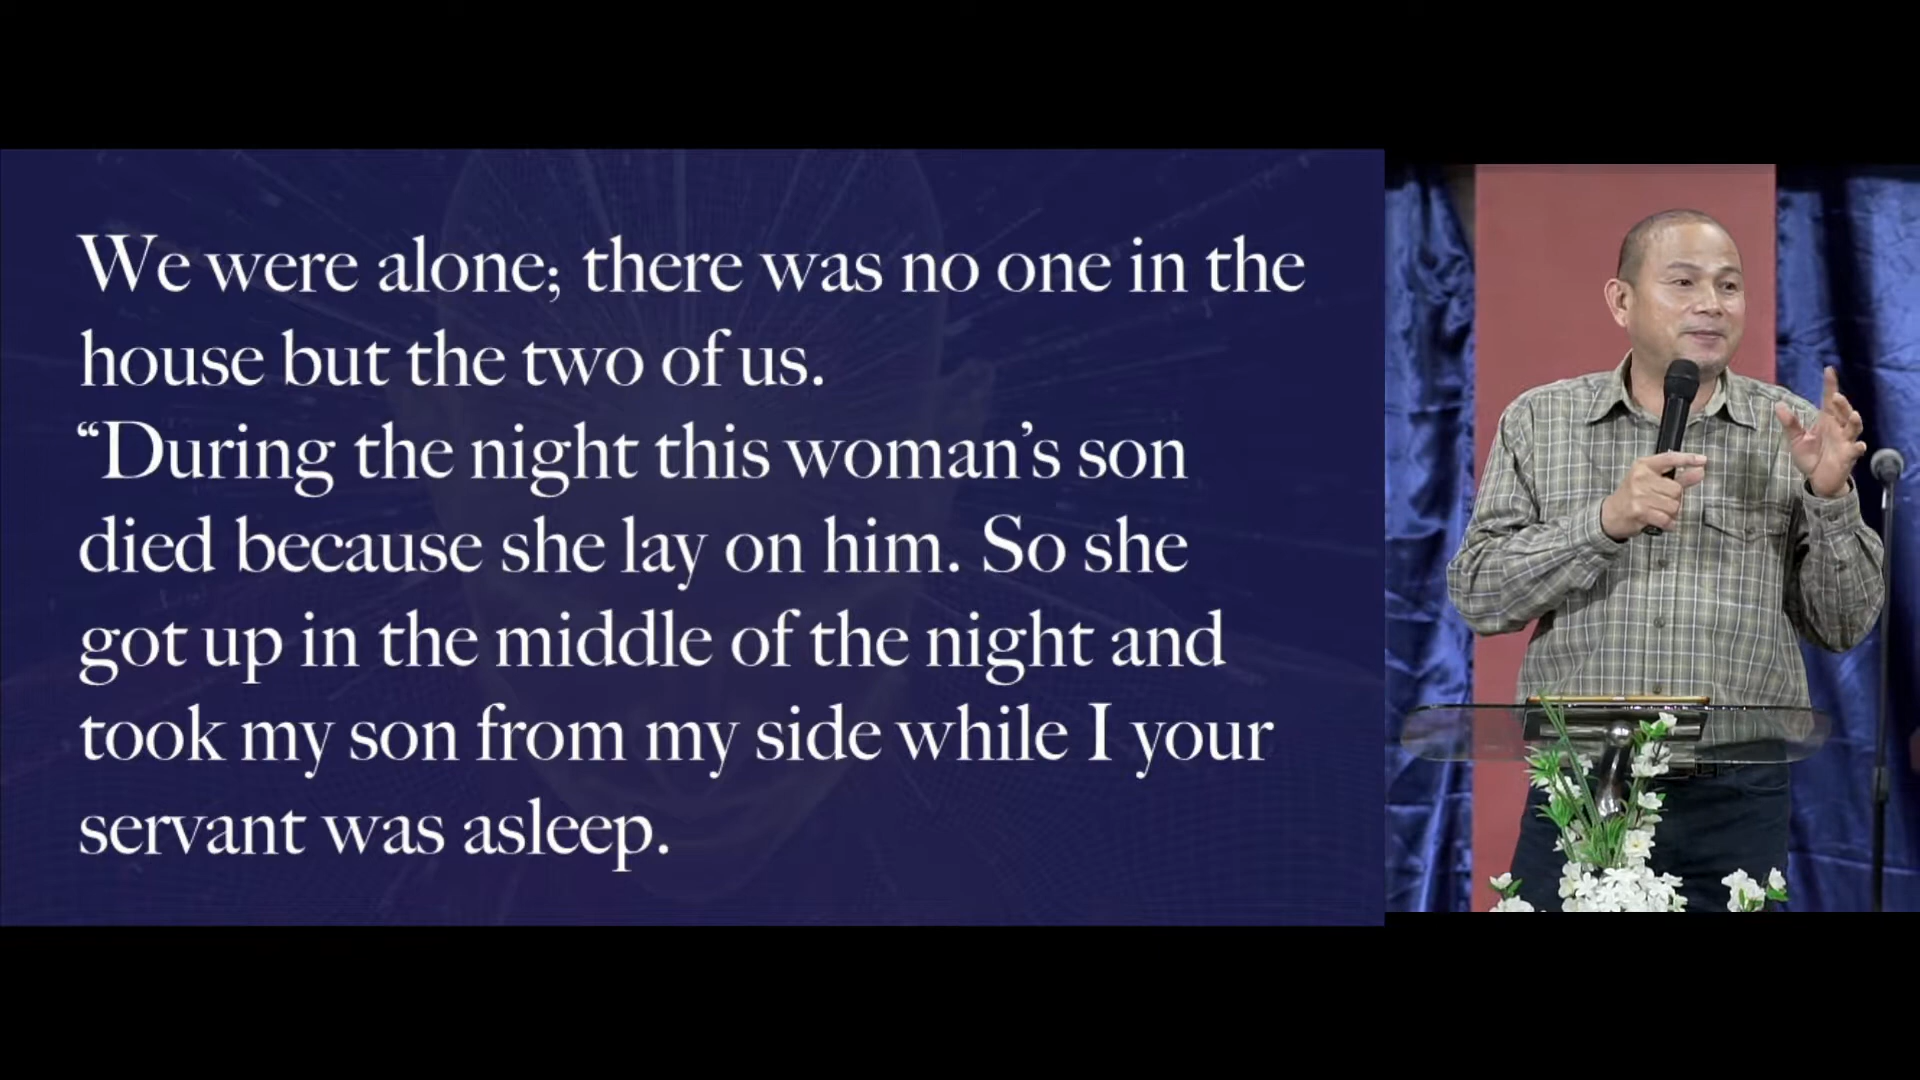 We were alone; there was no one in the
house but the two of us.
“During the night this woman’s son
died because she lay on him. So she
got up in the middle of the night and
took my son from my side while I your
servant was asleep.